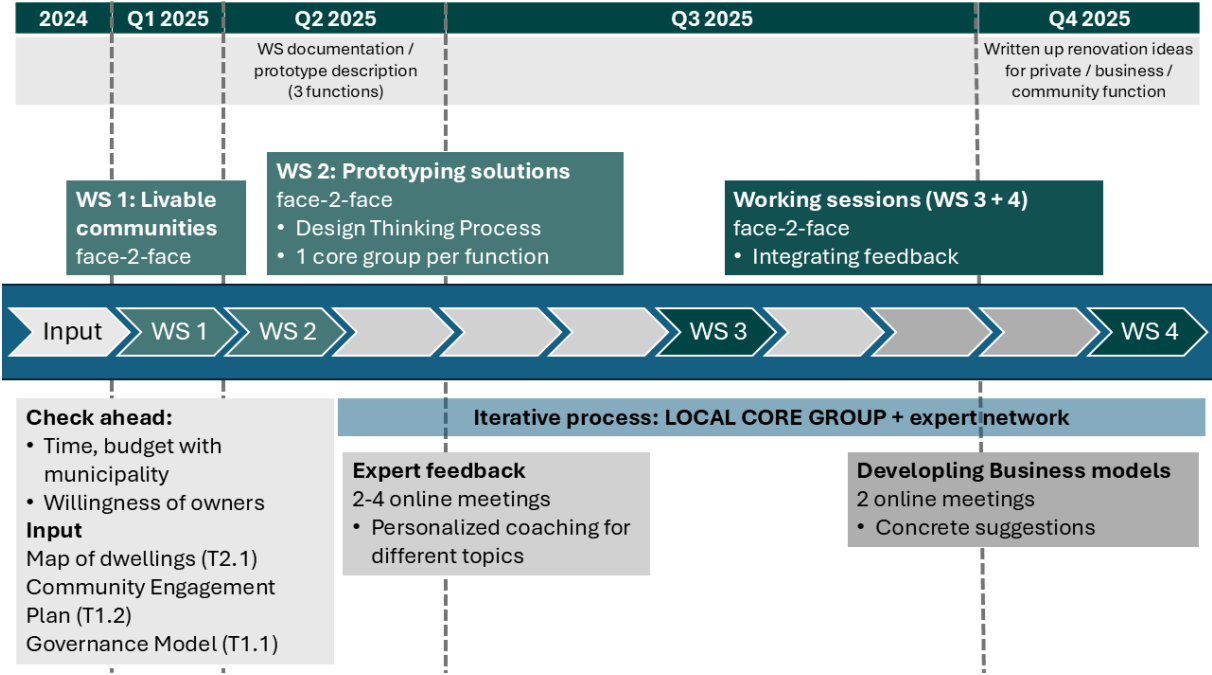 2024
Q1 2025
Q2 2025
Q3 2025
Q4 2025
WS documentation /
prototype description
(3 functions)
Written up renovation ideas
for private / business /
community function
WS 1: Livable
communities
face-2-face
WS 2: Prototyping solutions
face-2-face
• Design Thinking Process
• 1 core group per function
Working sessions (WS 3 + 4)
face-2-face
• Integrating feedback
Input
WS 1
WS 2
WS 3
WS 4
Check ahead:
• Time, budget with
municipality
• Willingness of owners
Input
Map of dwellings (T2.1)
Community Engagement
Plan (T1.2)
Governance Model (T1.1)
Iterative process: LOCAL CORE GROUP + expert network
Expert feedback
2-4 online meetings
• Personalized coaching for
different topics
Developling Business models
2 online meetings
• Concrete suggestions